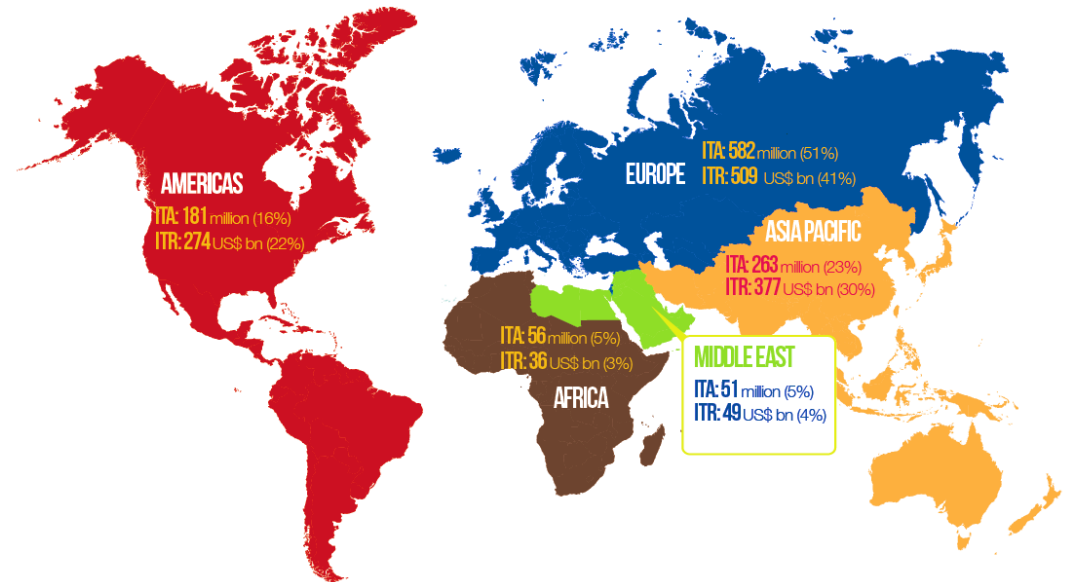 AMERICAS
ITA: 181 million (16%)
ITR: 274 US$ bn (22%)
EUROPE
ITA: 582 million (51%)
ITR: 509 US$ bn (41%)
ASIA PACIFIC
ITA: 263 million (23%)
ITR: 377 US$ bn (30%)
ITA: 56 million (5%)
ITR: 36 US$ bn (3%)
AFRICA
MIDDLE EAST
ITA: 51 million (5%)
ITR: 49 US$ bn (4%)